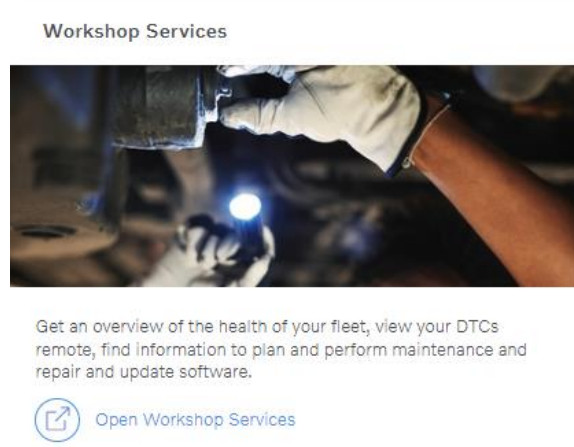 Workshop Services
Get an overview of the health of your fleet, view your DTCs
remote, find information to plan and perform maintenance and
repair and update software.
Open Workshop Services